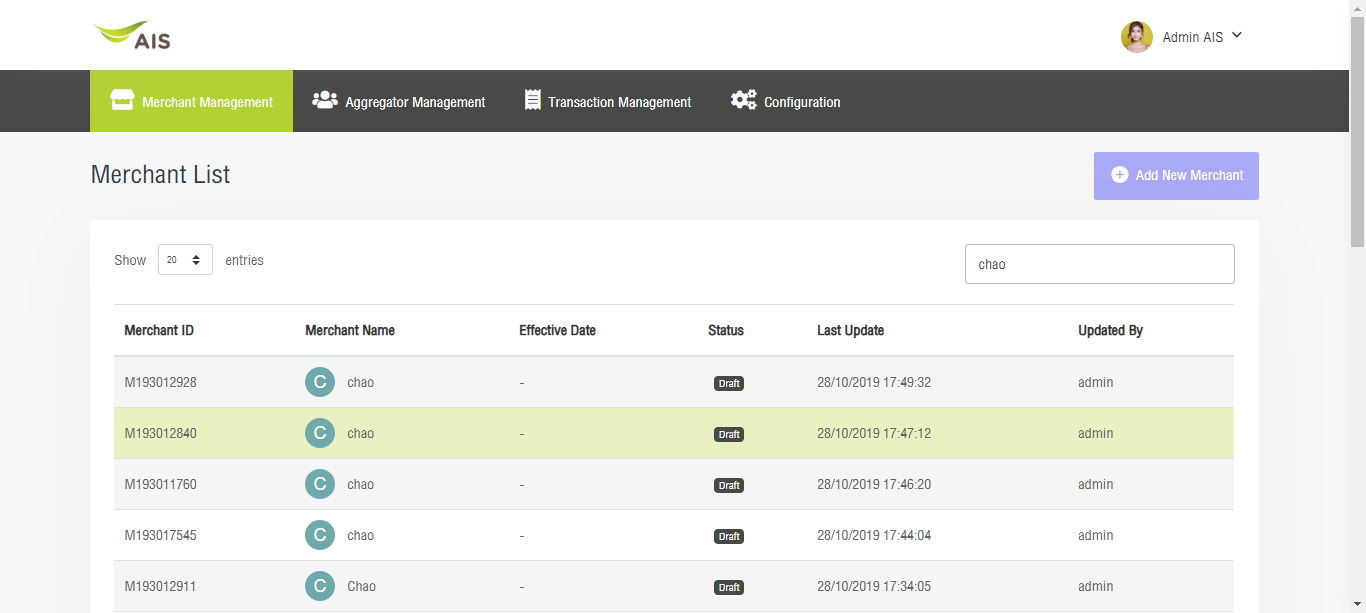 AIS
Admin AIS
Merchant Management Aggregator Management Transaction Management Configuration
Merchant List
Add New Merchant
Show 20 entries
chao
Merchant ID Merchant Name Effective Date Status Last Update Updated By
M193012928 C chao - Draft 28/10/2019 17:49:32 admin
M193012840 C chao - Draft 28/10/2019 17:47:12 admin
M193011760 C chao - Draft 28/10/2019 17:46:20 admin
M193017545 C chao - Draft 28/10/2019 17:44:04 admin
M193012911 C Chao - Draft 28/10/2019 17:34:05 admin